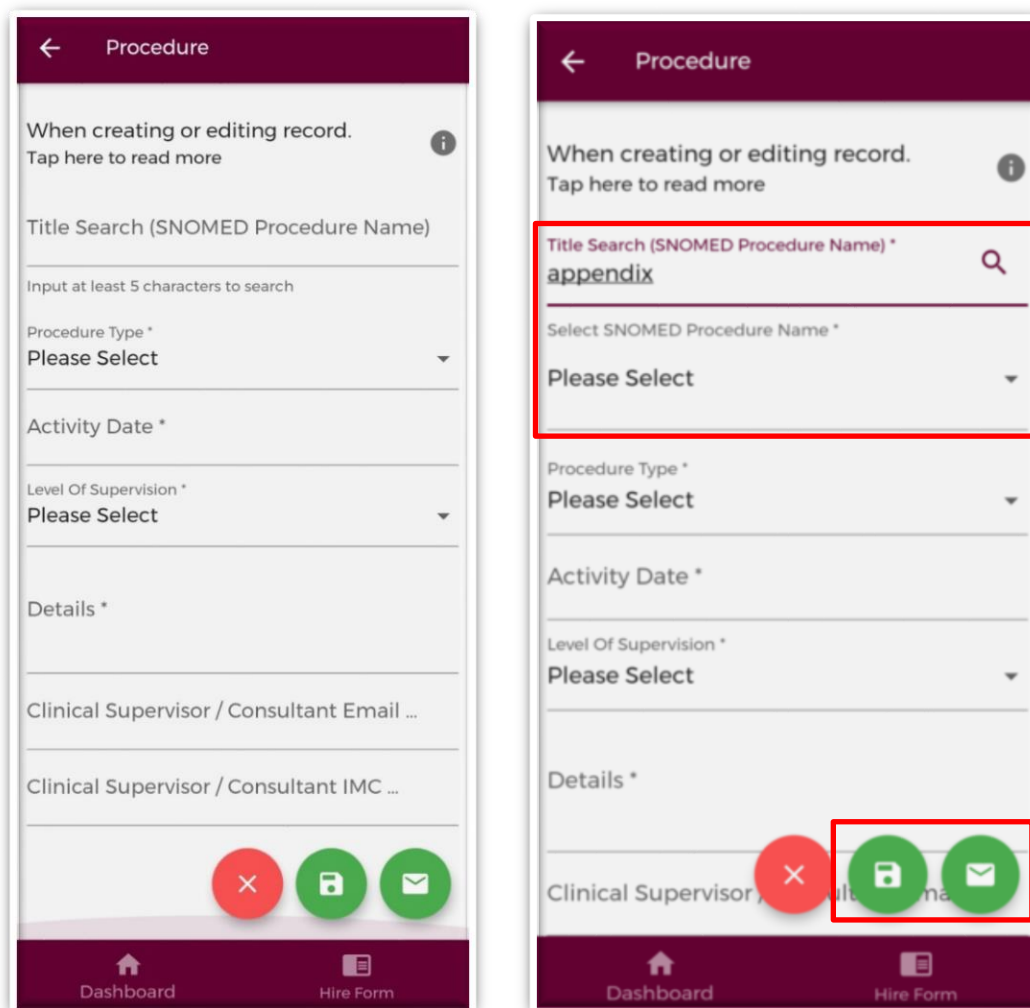 Procedure
When creating or editing record.
Tap here to read more
Title Search (SNOMED Procedure Name)
Input at least 5 characters to search
Procedure Type *
Please Select
Activity Date *
Level Of Supervision *
Please Select
Details *
Clinical Supervisor / Consultant Email ...
Clinical Supervisor / Consultant IMC ...
Dashboard
Hire Form
Procedure
When creating or editing record.
Tap here to read more
Title Search (SNOMED Procedure Name) *
appendix
Select SNOMED Procedure Name *
Please Select
Procedure Type *
Please Select
Activity Date *
Level Of Supervision *
Please Select
Details *
Clinical Supervisor
Dashboard
Hire Form